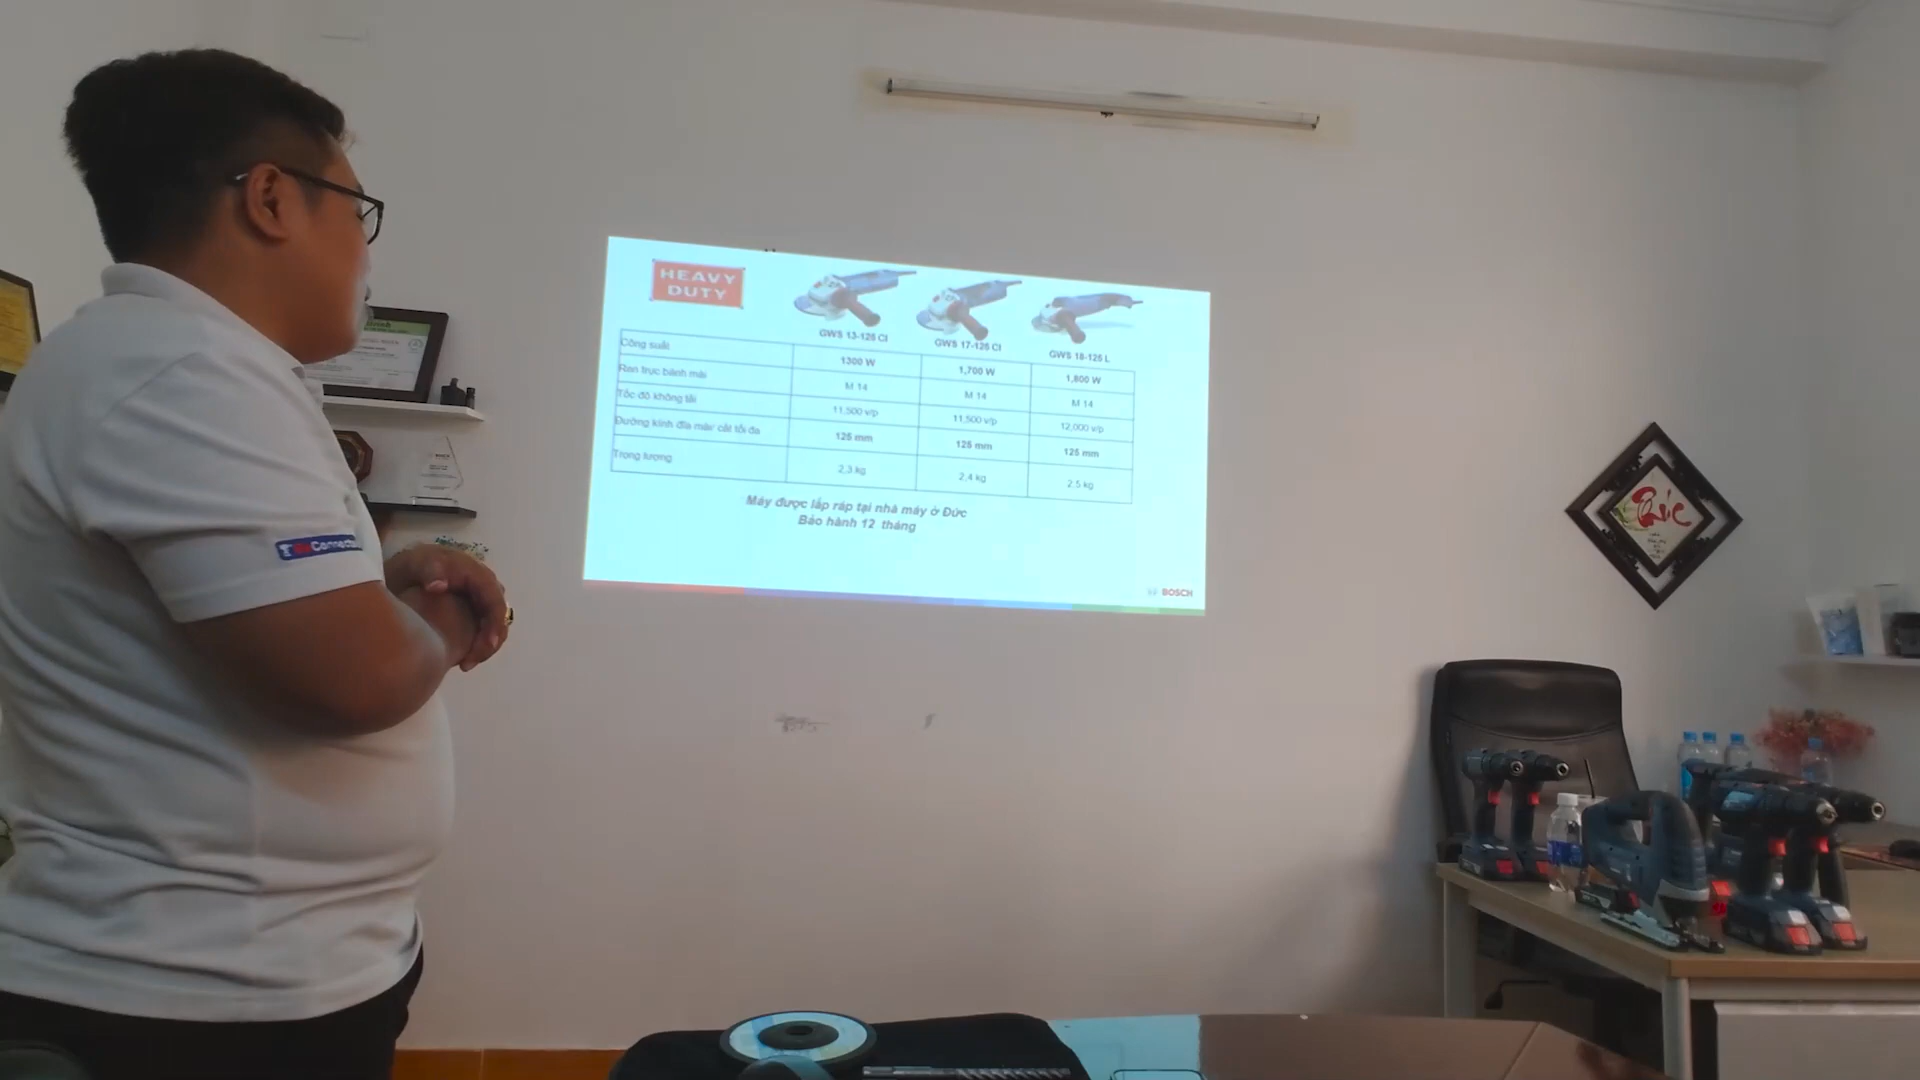 HEAVY
DUTY
GWS 13-125 CI
GWS 17-125 CI
GWS 18-125 L
Công suất
1300 W
1,700 W
1,800 W
Ren trục bánh mài
M 14
M 14
M 14
Tốc độ không tải
11,500 v/p
11,500 v/p
12,000 v/p
Đường kính đĩa mài/ cắt tối đa
125 mm
125 mm
125 mm
Trọng lượng
2,3 kg
2,4 kg
2,5 kg
Máy được lắp ráp tại nhà máy ở Đức
Bảo hành 12 tháng
BOSCH